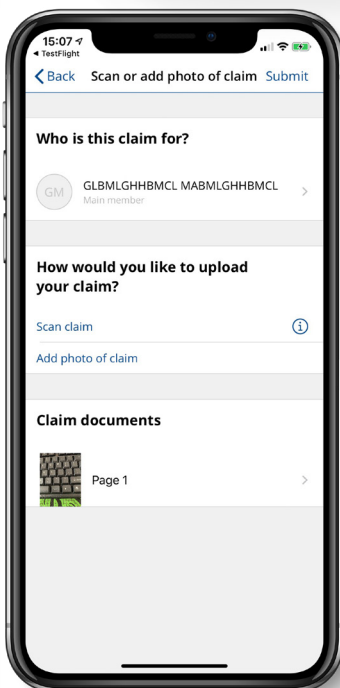 15:07
◀ TestFlight
Back Scan or add photo of claim Submit
Who is this claim for?
GM
GLBMLGHHBMCL MABMLGHHBMCL
Main member
How would you like to upload
your claim?
Scan claim
Add photo of claim
Claim documents
Page 1